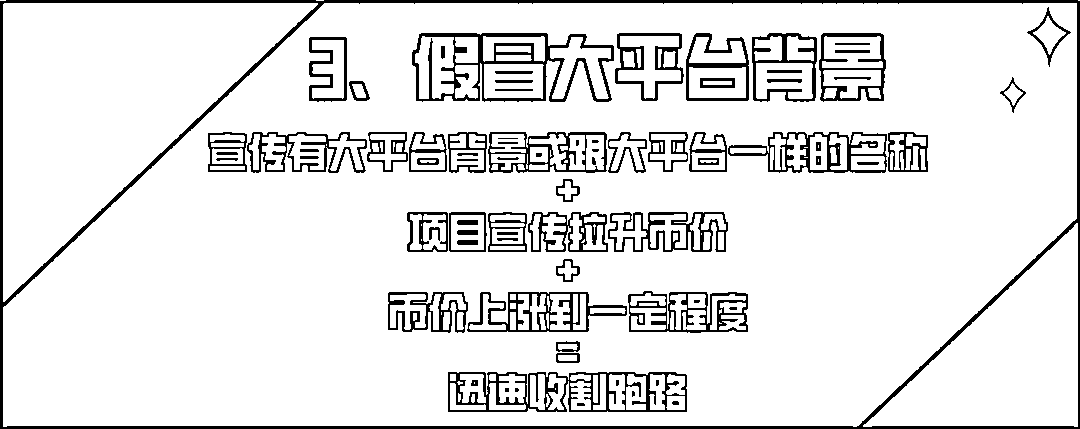 3、假冒大平台背景
宣传有大平台背景或跟大平台一样的名称
+
项目宣传拉升币价
+
币价上涨到一定程度
=
迅速收割跑路